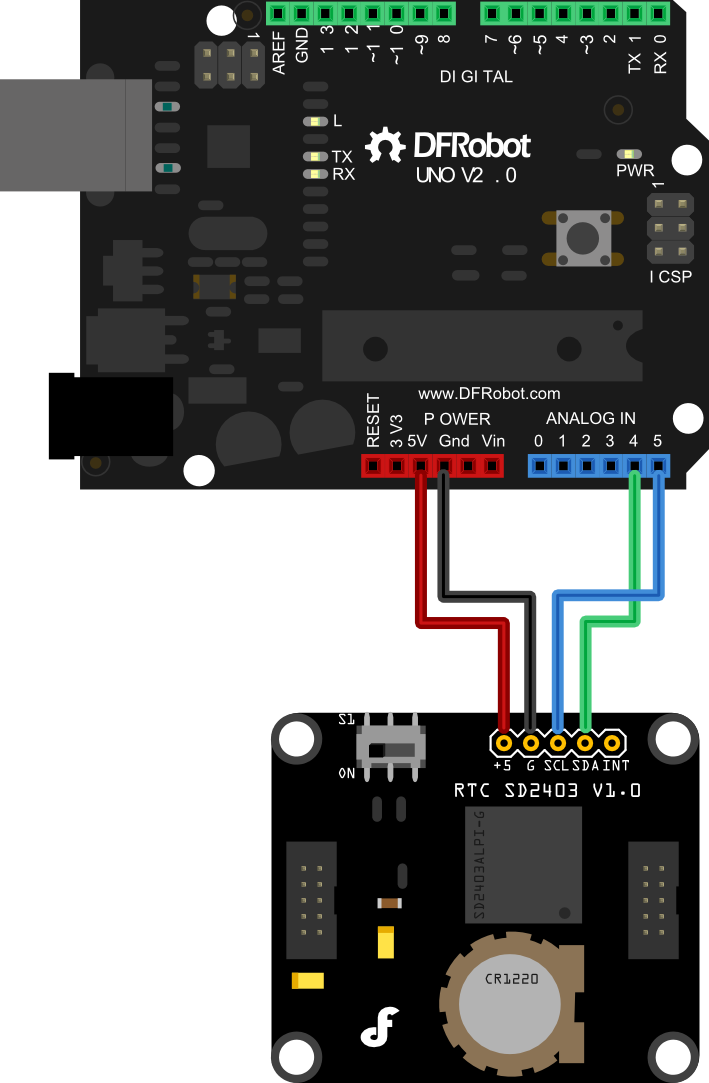 1
AREF
GND
1 3
1 2
~1 1
~1 0
~9
8
7
~6
~5
4
~3
2
TX 1
RX 0
DI GI TAL
L
TX
RX
DFRobot
UNO V2 . 0
PWR
1
I CSP
www.DFRobot.com
RESET
3 V3
P OWER
5V Gnd Vin
ANALOG IN
0 1 2 3 4 5
S1
ON
+5 G SCL SDA INT
RTC SD2403 V1.0
SD2403ALPI-G
CR1220